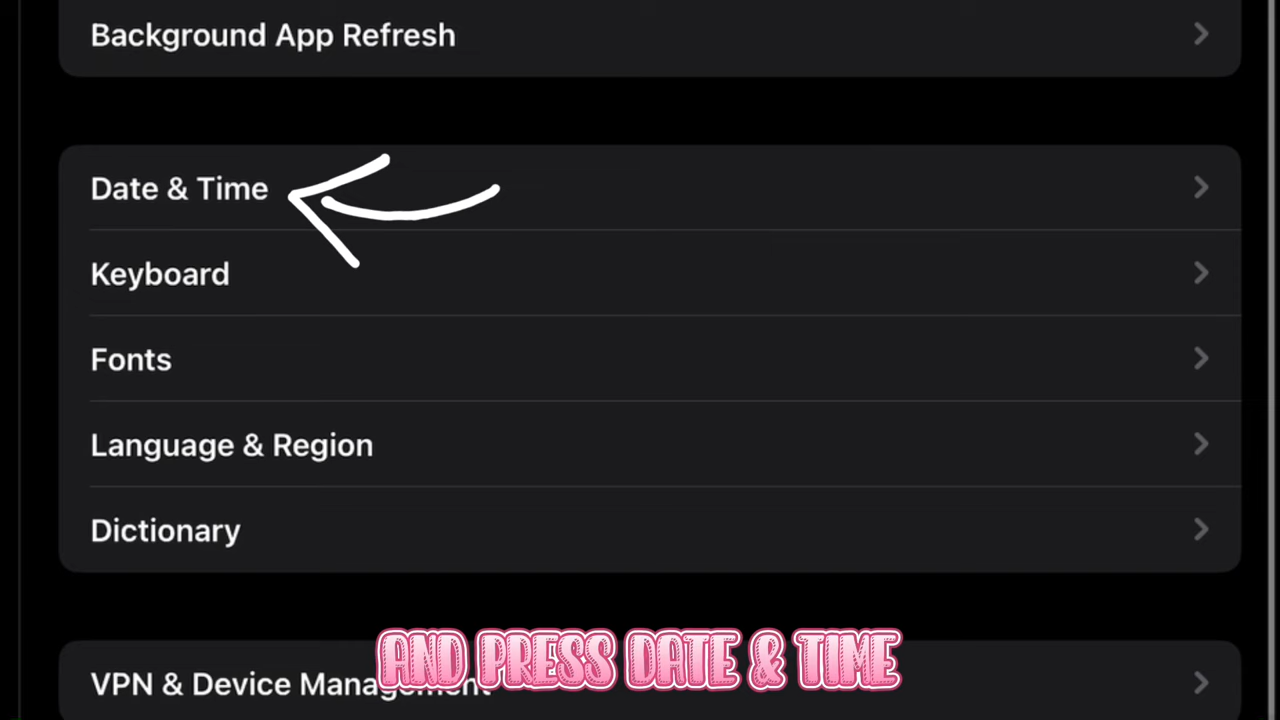 Background App Refresh
Date & Time
Keyboard
Fonts
Language & Region
Dictionary
VPN & Device Management
AND PRESS DATE & TIME